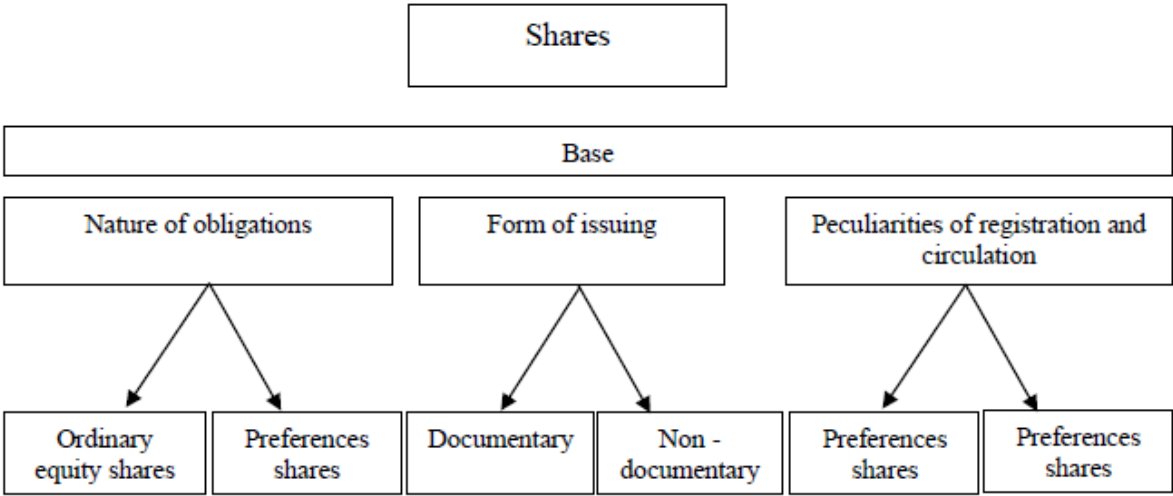 Shares
Base
Nature of obligations
Form of issuing
Peculiarities of registration and
circulation
Ordinary
equity shares
Preferences
shares
Documentary
Non -
documentary
Preferences
shares
Preferences
shares